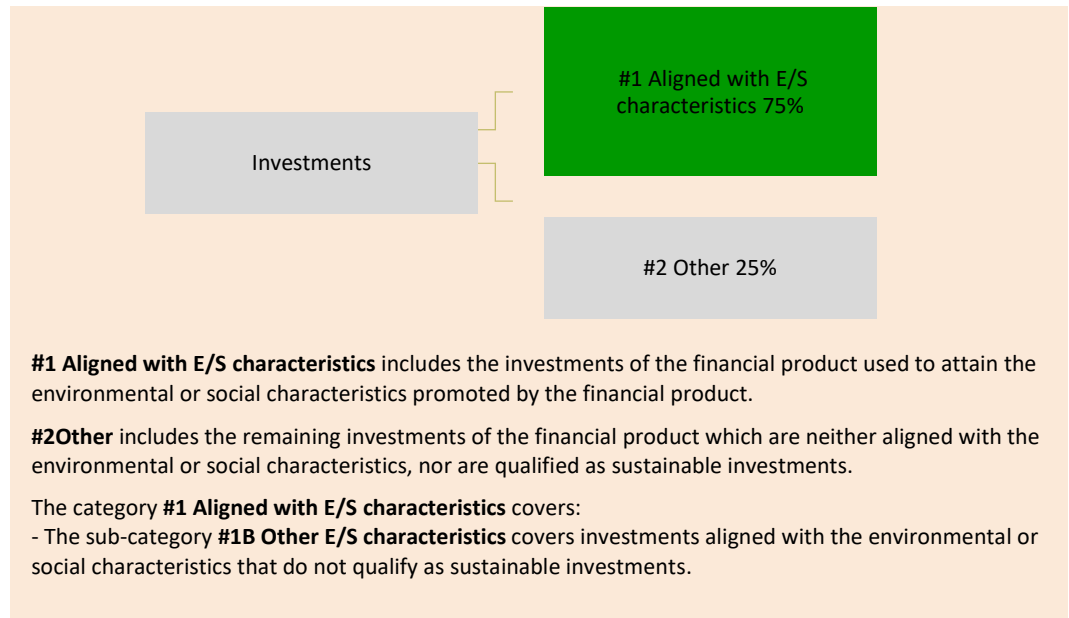 #1 Aligned with E/S
characteristics 75%
Investments
#2 Other 25%
#1 Aligned with E/S characteristics includes the investments of the financial product used to attain the
environmental or social characteristics promoted by the financial product.
#2Other includes the remaining investments of the financial product which are neither aligned with the
environmental or social characteristics, nor are qualified as sustainable investments.
The category #1 Aligned with E/S characteristics covers:
- The sub-category #1B Other E/S characteristics covers investments aligned with the environmental or
social characteristics that do not qualify as sustainable investments.